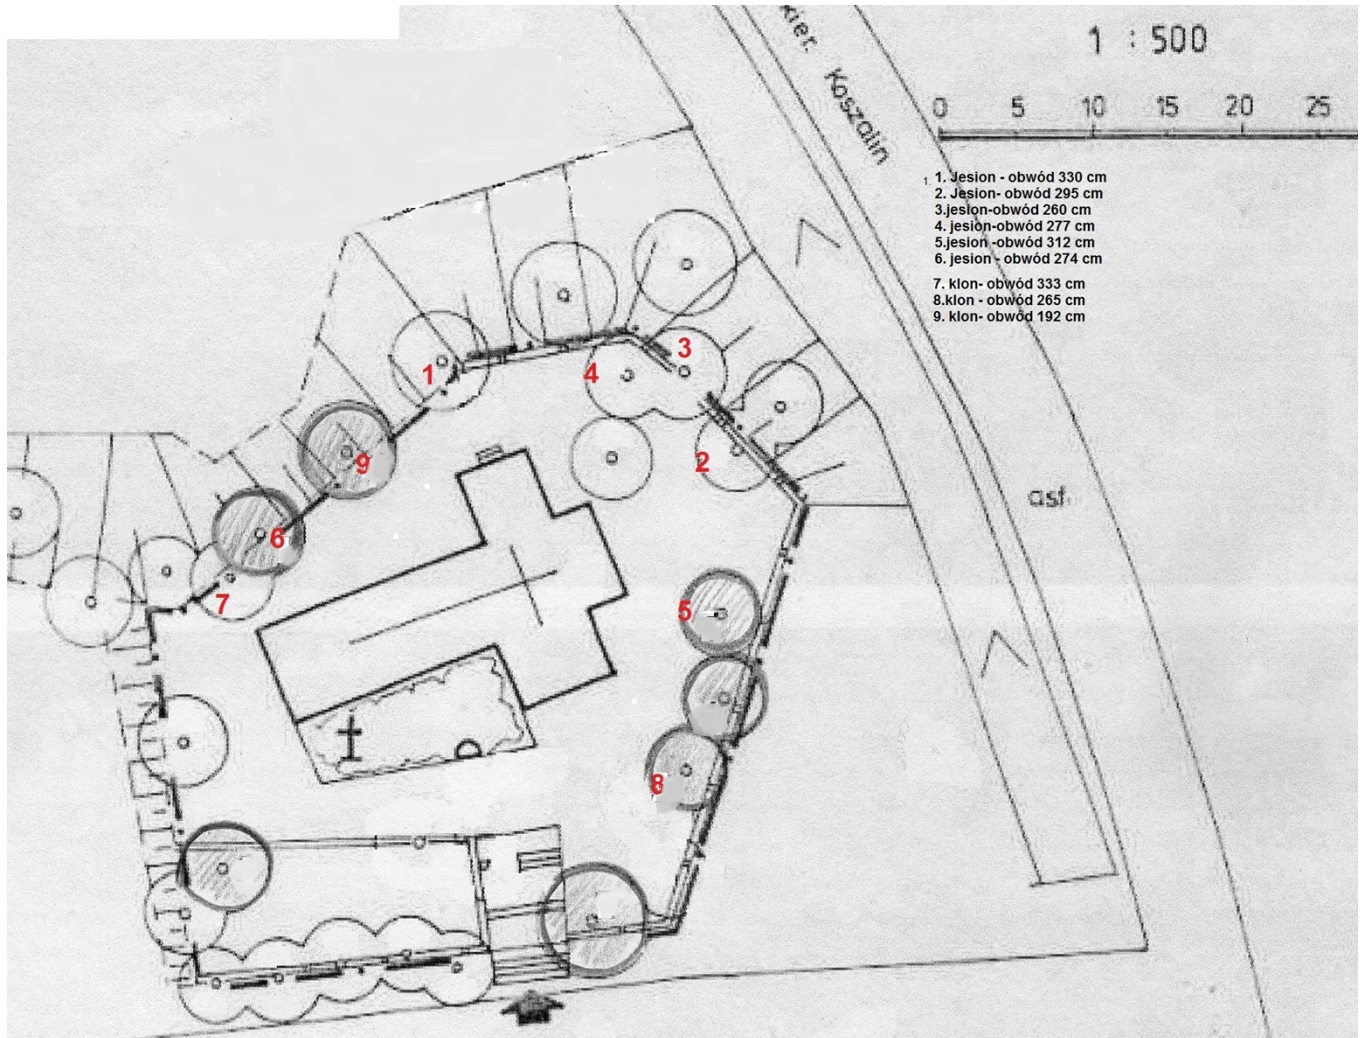 1 : 500
0 5 10 15 20 25
kier. Koszalin
1. 1. Jesion - obwód 330 cm
2. Jesion- obwód 295 cm
3.jesion-obwód 260 cm
4. jesion-obwód 277 cm
5.jesion -obwód 312 cm
6. jesion - obwód 274 cm
7. klon- obwód 333 cm
8.klon - obwód 265 cm
9. klon- obwód 192 cm
3
1
4
9
2
asf.
6
7
5
8